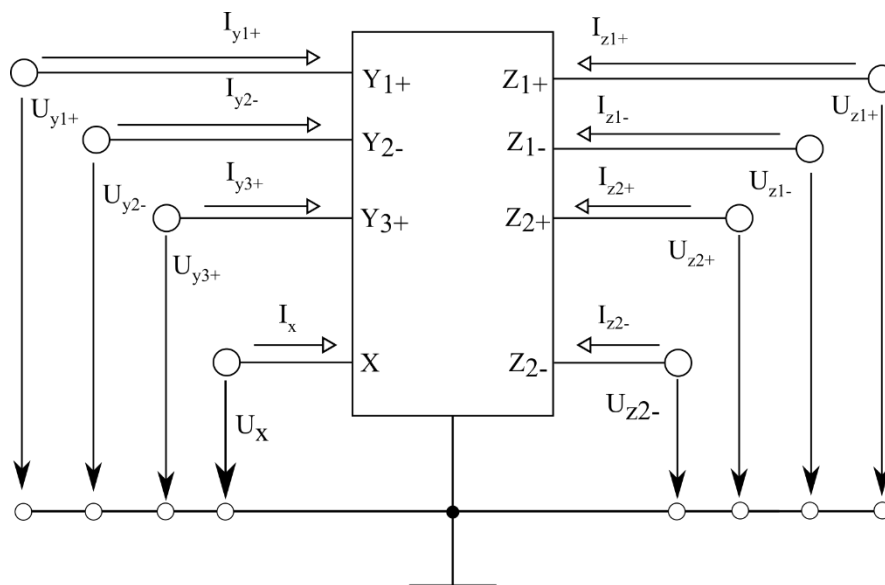 I_y1+
I_z1+
Y_1+
Z_1+
U_y1+
U_z1+
I_y2-
I_z1-
Y_2-
Z_1-
U_y2-
U_z1-
I_y3+
I_z2+
Y_3+
Z_2+
U_y3+
U_z2+
I_x
I_z2-
X
Z_2-
U_x
U_z2-